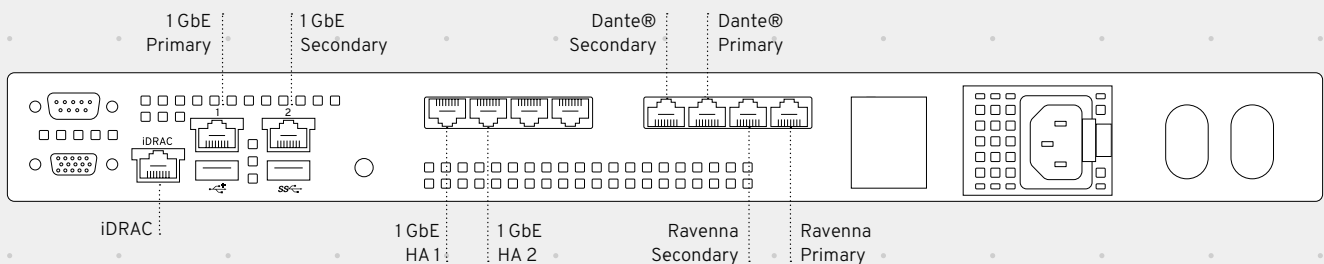 1 GbE
Primary
1 GbE
Secondary
Dante®
Secondary
Dante®
Primary
1
2
iDRAC
SS
iDRAC
1 GbE
HA 1
1 GbE
HA 2
Ravenna
Secondary
Ravenna
Primary